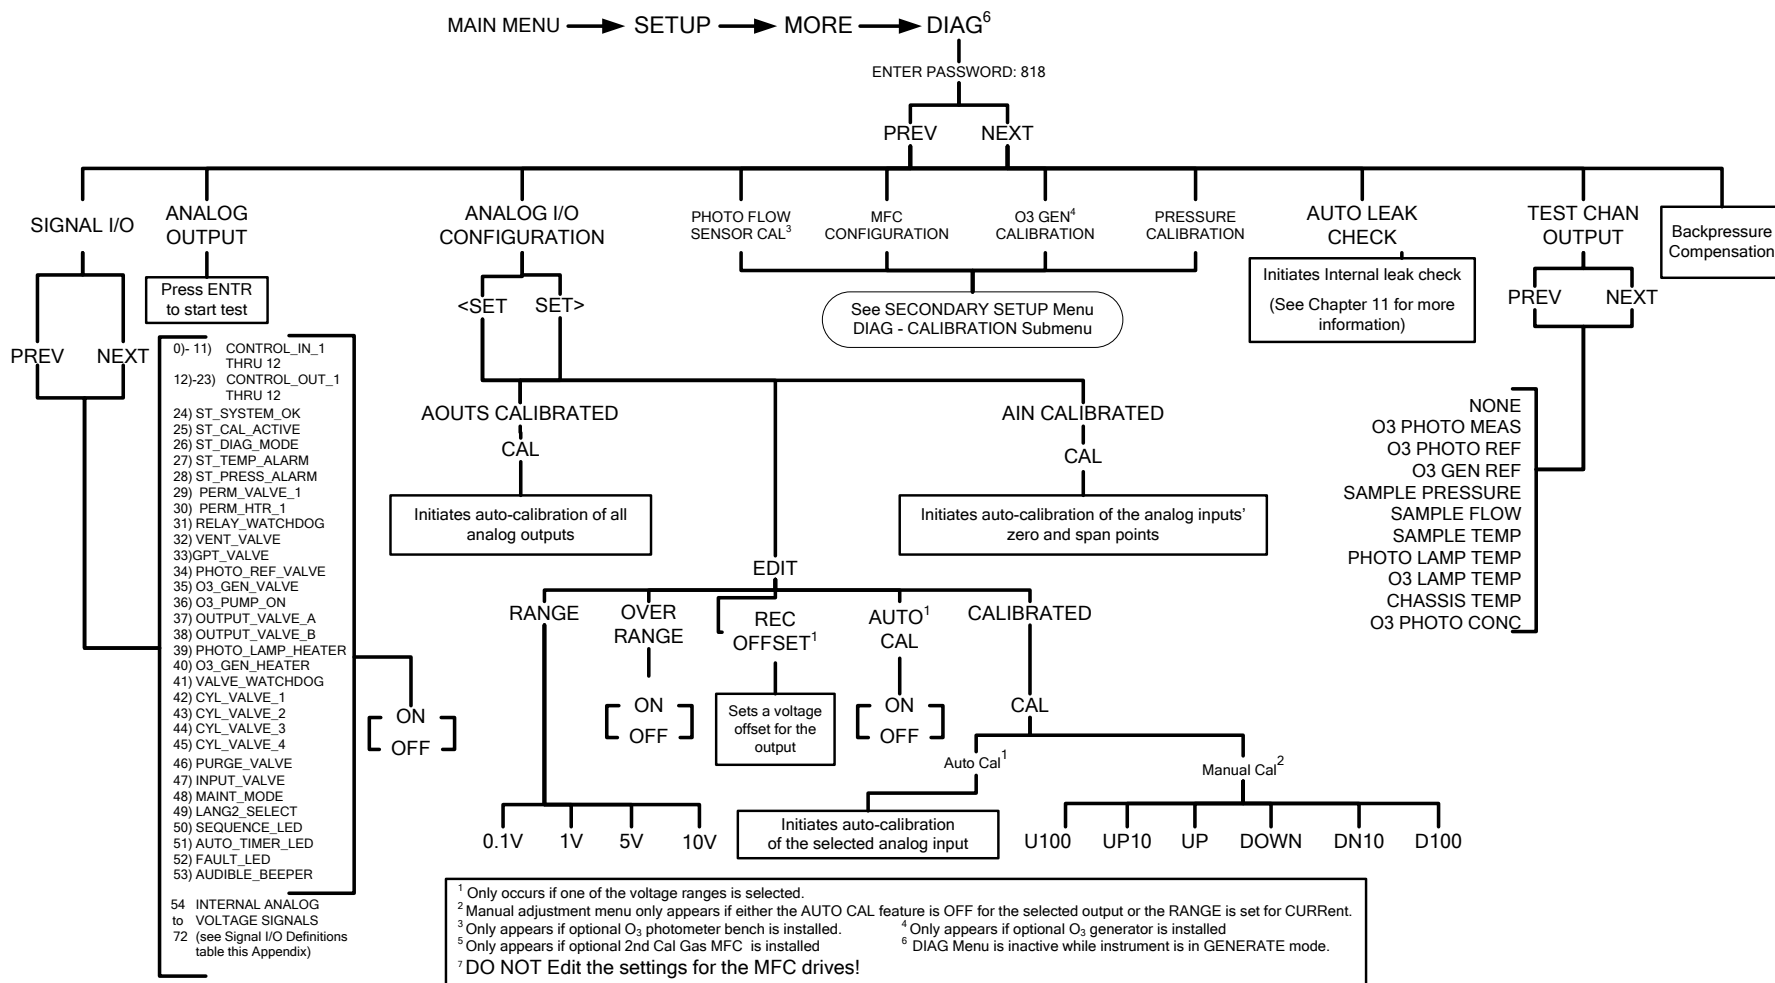 MAIN MENU SETUP MORE DIAG6
ENTER PASSWORD: 818
PREV NEXT
SIGNAL I/O
ANALOG
OUTPUT
ANALOG I/O
CONFIGURATION
PHOTO FLOW
SENSOR CAL3
MFC
CONFIGURATION
O3 GEN4
CALIBRATION
PRESSURE
CALIBRATION
AUTO LEAK
CHECK
TEST CHAN
OUTPUT
Backpressure
Compensation
Press ENTR
to start test
<SET SET>
See SECONDARY SETUP Menu
DIAG - CALIBRATION Submenu
Initiates Internal leak check
(See Chapter 11 for more
information)
PREV NEXT
PREV NEXT
0)- 11) CONTROL_IN_1
THRU 12
12)-23) CONTROL_OUT_1
THRU 12
24) ST_SYSTEM_OK
25) ST_CAL_ACTIVE
26) ST_DIAG_MODE
27) ST_TEMP_ALARM
28) ST_PRESS_ALARM
29) PERM_VALVE_1
30) PERM_HTR_1
31) RELAY_WATCHDOG
32) VENT_VALVE
33)GPT_VALVE
34) PHOTO_REF_VALVE
35) O3_GEN_VALVE
36) O3_PUMP_ON
37) OUTPUT_VALVE_A
38) OUTPUT_VALVE_B
39) PHOTO_LAMP_HEATER
40) O3_GEN_HEATER
41) VALVE_WATCHDOG
42) CYL_VALVE_1
43) CYL_VALVE_2
44) CYL_VALVE_3
45) CYL_VALVE_4
46) PURGE_VALVE
47) INPUT_VALVE
48) MAINT_MODE
49) LANG2_SELECT
50) SEQUENCE_LED
51) AUTO_TIMER_LED
52) FAULT_LED
53) AUDIBLE_BEEPER
54 INTERNAL ANALOG
to VOLTAGE SIGNALS
72 (see Signal I/O Definitions
table this Appendix)
ON
OFF
AOUTS CALIBRATED
CAL
Initiates auto-calibration of all
analog outputs
AIN CALIBRATED
CAL
Initiates auto-calibration of the analog inputs’
zero and span points
NONE
O3 PHOTO MEAS
O3 PHOTO REF
O3 GEN REF
SAMPLE PRESSURE
SAMPLE FLOW
SAMPLE TEMP
PHOTO LAMP TEMP
O3 LAMP TEMP
CHASSIS TEMP
O3 PHOTO CONC
EDIT
RANGE
OVER
RANGE
REC
OFFSET1
AUTO1
CAL
CALIBRATED
ON
OFF
Sets a voltage
offset for the
output
ON
OFF
CAL
Auto Cal1
Manual Cal2
0.1V 1V 5V 10V
Initiates auto-calibration
of the selected analog input
U100 UP10 UP DOWN DN10 D100
1 Only occurs if one of the voltage ranges is selected.
2 Manual adjustment menu only appears if either the AUTO CAL feature is OFF for the selected output or the RANGE is set for CURRent.
3 Only appears if optional O3 photometer bench is installed. 4 Only appears if optional O3 generator is installed
5 Only appears if optional 2nd Cal Gas MFC is installed 6 DIAG Menu is inactive while instrument is in GENERATE mode.
7 DO NOT Edit the settings for the MFC drives!